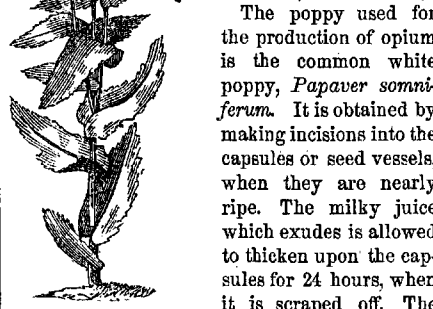 The poppy used for
the production of opium
is the common white
poppy, Papaver somni-
ferum. It is obtained by
making incisions into the
capsules or seed vessels,
when they are nearly
ripe. The milky juice
which exudes is allowed
to thicken upon the cap-
sules for 24 hours, when
it is scraped off. The